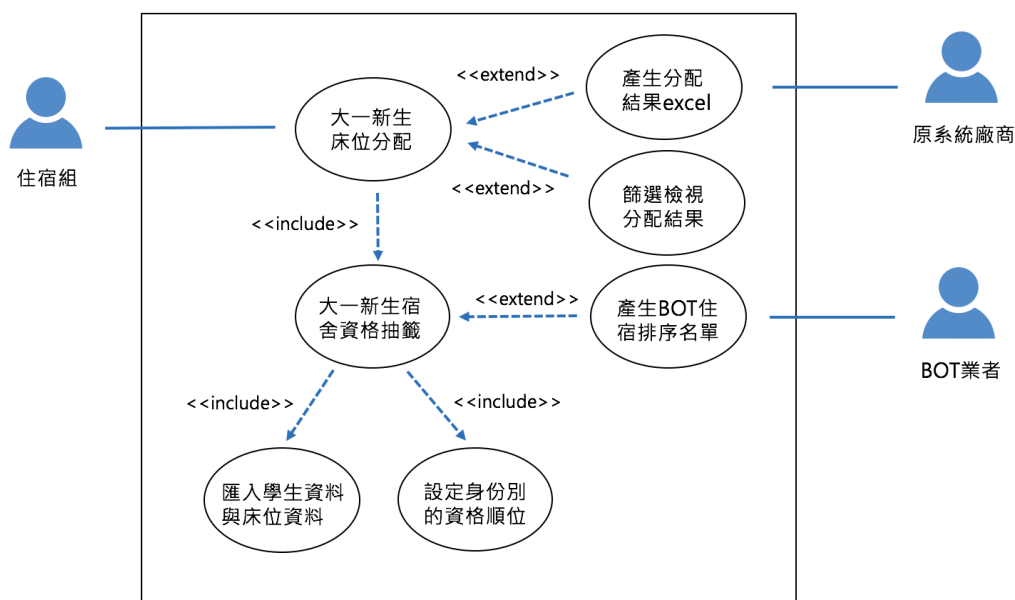 <<extend>>
產生分配
結果excel
原系統廠商
大一新生
床位分配
住宿組
<<extend>>
篩選檢視
分配結果
<<include>>
大一新生宿
舍資格抽籤
<<extend>>
產生BOT住
宿排序名單
BOT業者
<<include>>
<<include>>
匯入學生資料
與床位資料
設定身份別
的資格順位